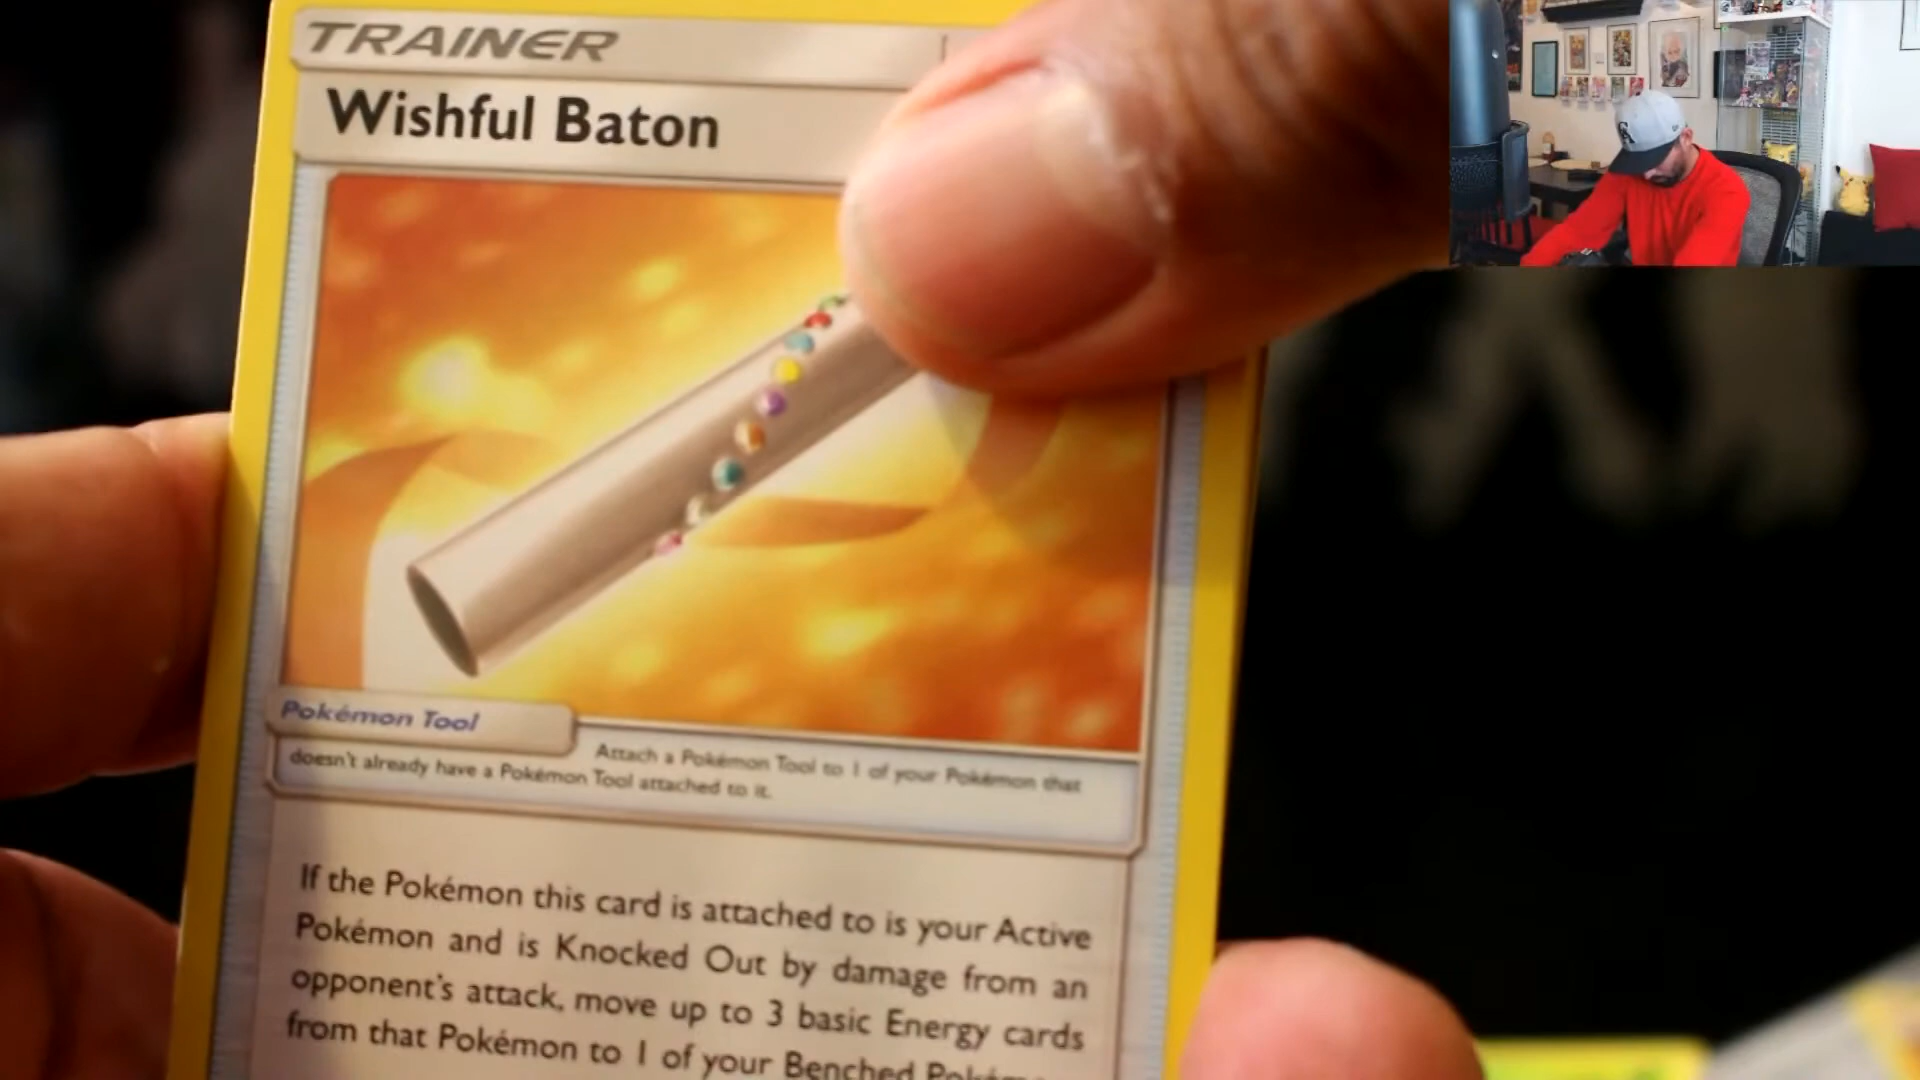 TRAINER
Wishful Baton
Pokémon Tool
Attach a Pokémon Tool to 1 of your Pokémon that
doesn't already have a Pokémon Tool attached to it.
If the Pokémon this card is attached to is your Active
Pokémon and is Knocked Out by damage from an
opponent's attack, move up to 3 basic Energy cards
from that Pokémon to 1 of your Benched